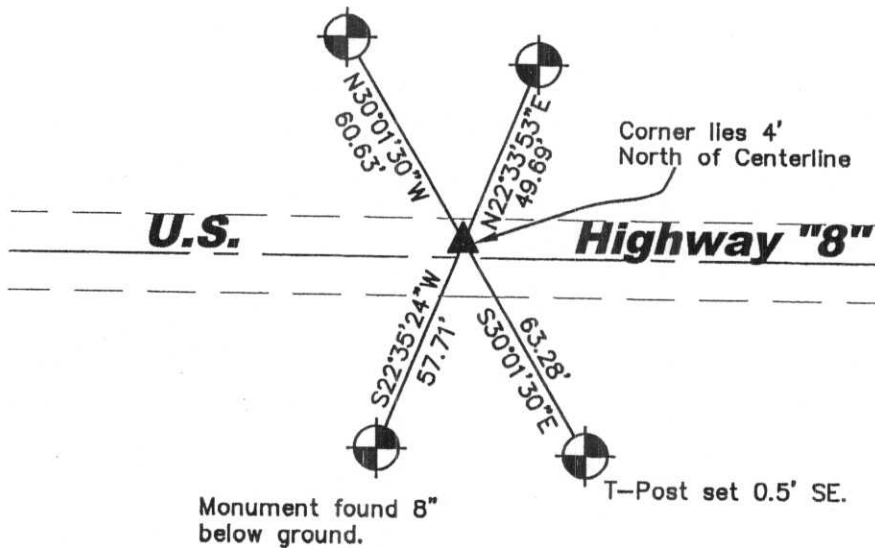 N30°01'30"W
60.63'
N22°33'53"E
49.69'
Corner lies 4'
North of Centerline
U.S.
Highway "8"
S22°35'24"W
57.71'
63.28'
S30°01'30"E
Monument found 8"
below ground.
T-Post set 0.5' SE.